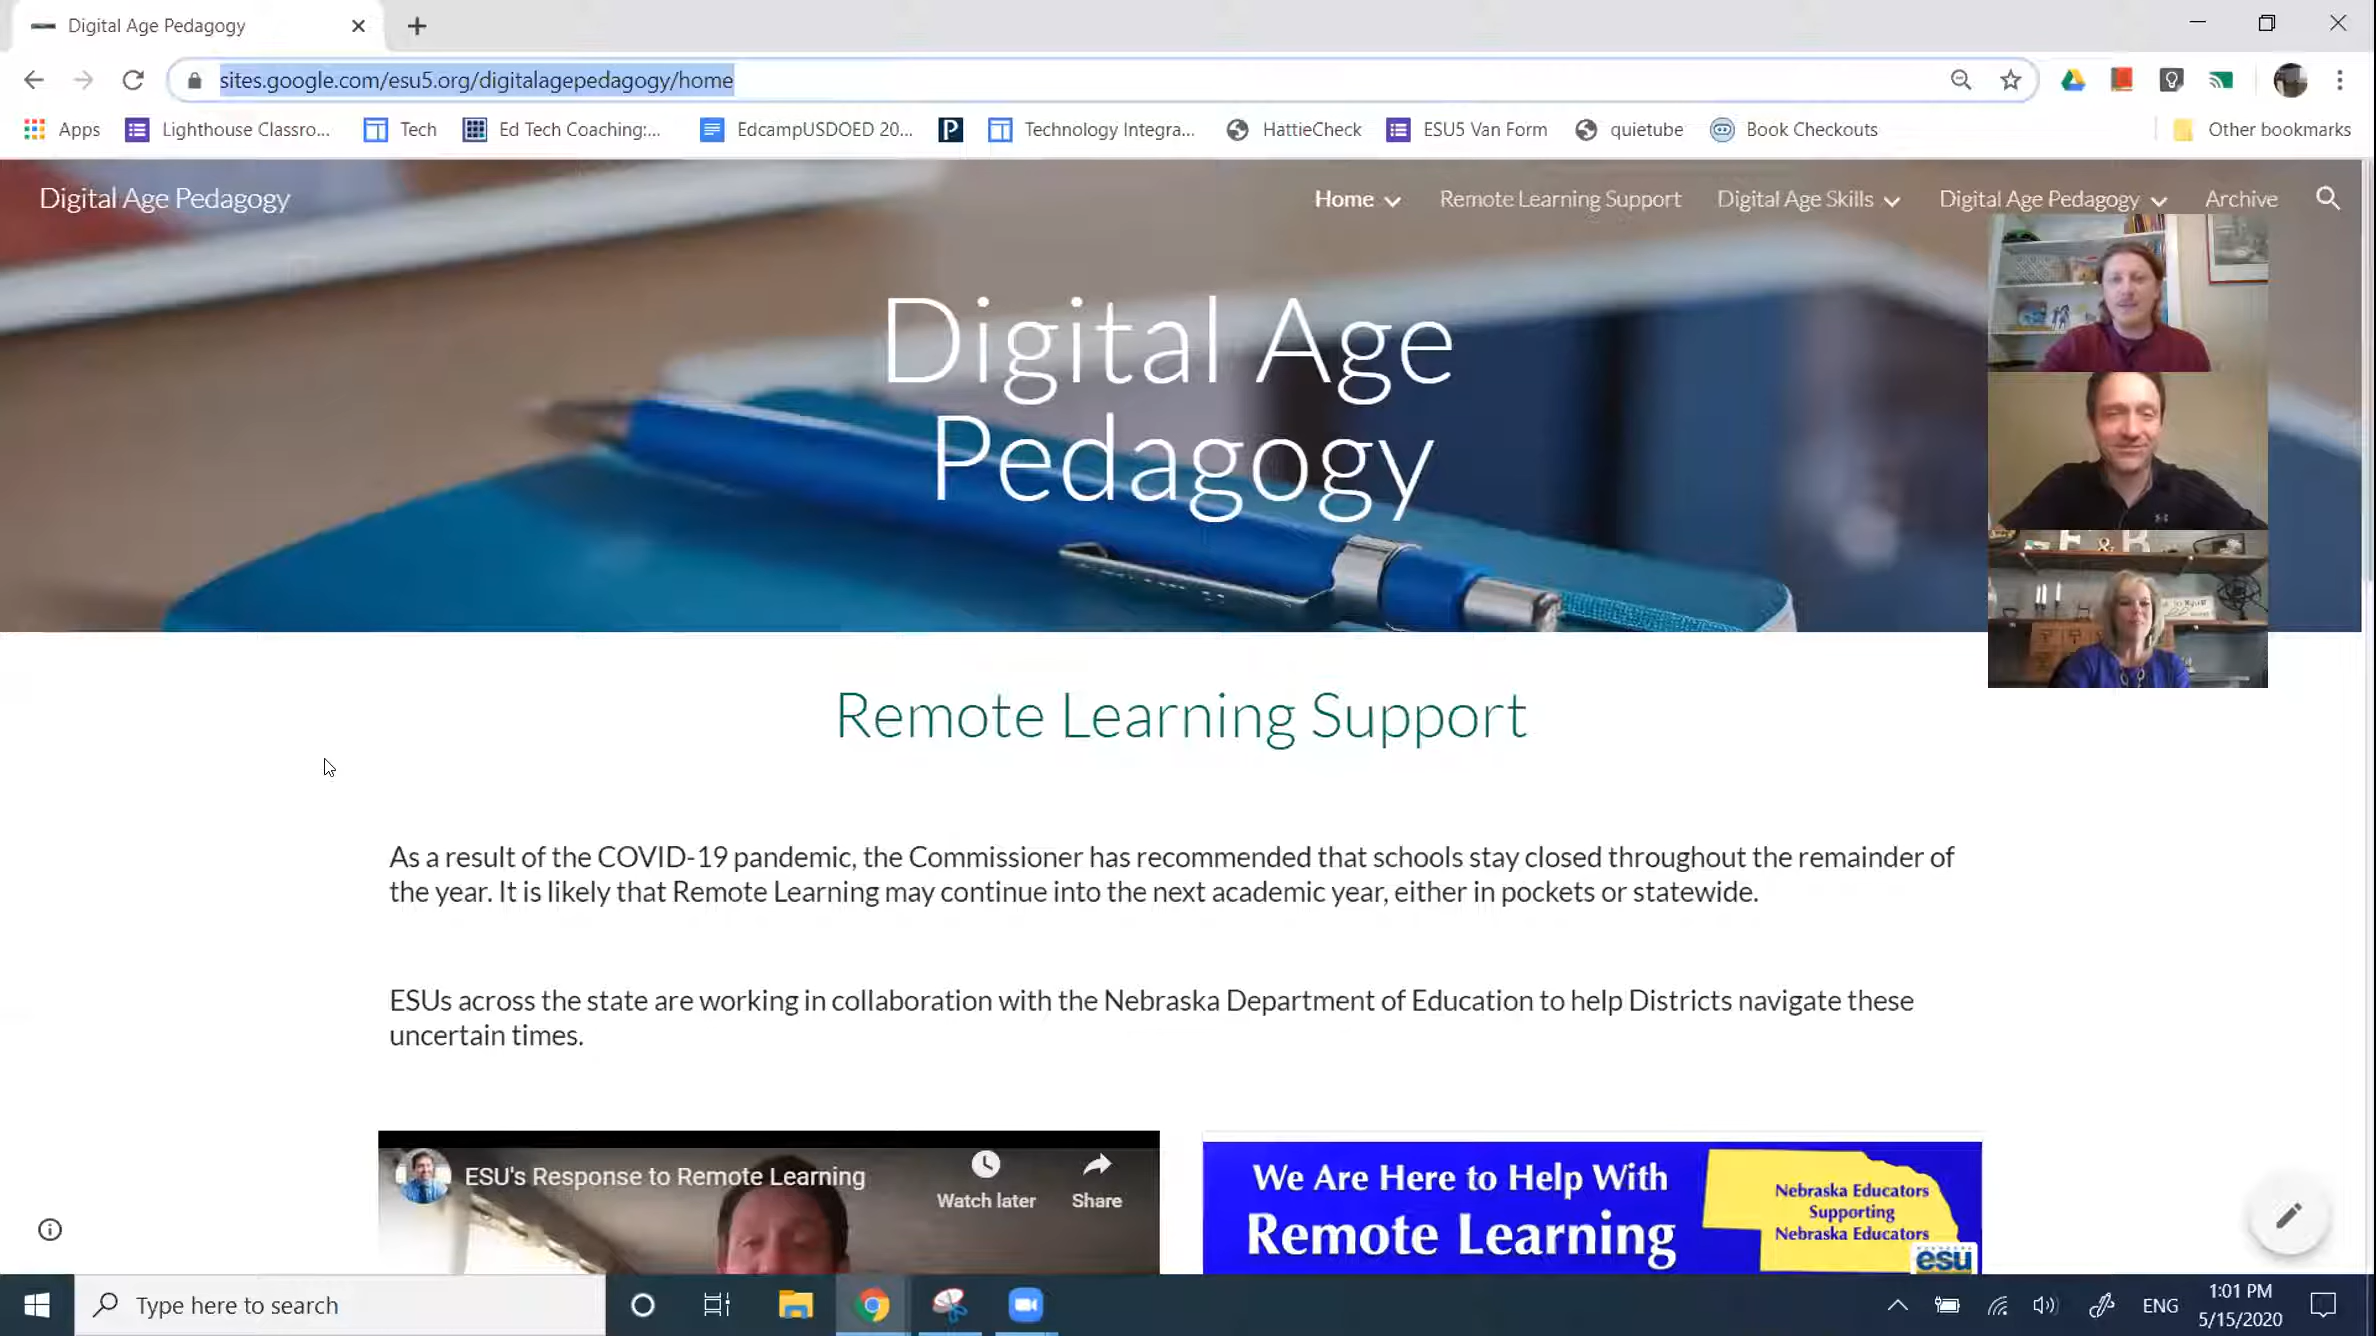 Digital Age Pedagogy
sites.google.com/esu5.org/digitalagepedagogy/home
Apps
Lighthouse Classro...
Tech
Ed Tech Coaching:...
EdcampUSDOED 20...
P
Technology Integra...
HattieCheck
ESU5 Van Form
quietube
Book Checkouts
Other bookmarks
Digital Age Pedagogy
Home
Remote Learning Support
Digital Age Skills
Digital Age Pedagogy
Archive
Digital Age
Pedagogy
Remote Learning Support
As a result of the COVID-19 pandemic, the Commissioner has recommended that schools stay closed throughout the remainder of
the year. It is likely that Remote Learning may continue into the next academic year, either in pockets or statewide.
ESUs across the state are working in collaboration with the Nebraska Department of Education to help Districts navigate these
uncertain times.
ESU's Response to Remote Learning
Watch later
Share
We Are Here to Help With
Remote Learning
Nebraska Educators
Supporting
Nebraska Educators
esu
Type here to search
ENG
1:01 PM
5/15/2020